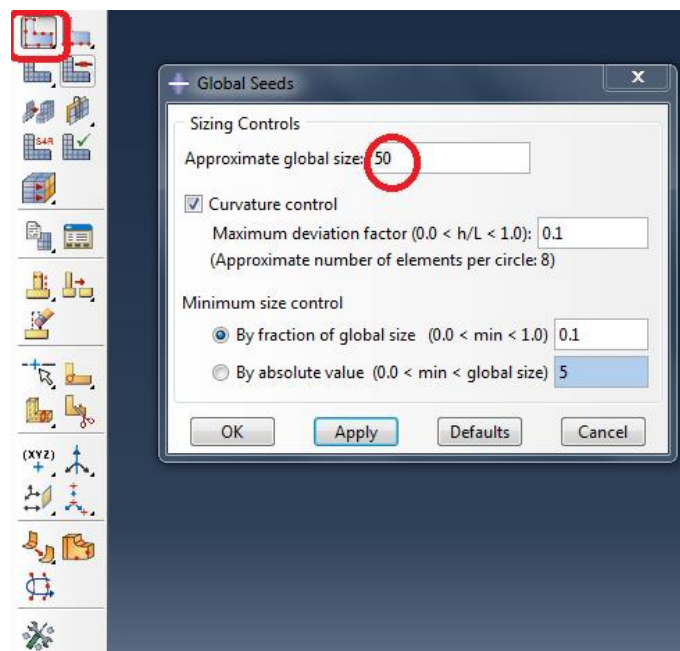 Global Seeds
X
Sizing Controls
Approximate global size: 50
Curvature control
Maximum deviation factor (0.0 < h/L < 1.0): 0.1
(Approximate number of elements per circle: 8)
Minimum size control
By fraction of global size (0.0 < min < 1.0) 0.1
By absolute value (0.0 < min < global size) 5
OK Apply Defaults Cancel
S4R
(XYZ)